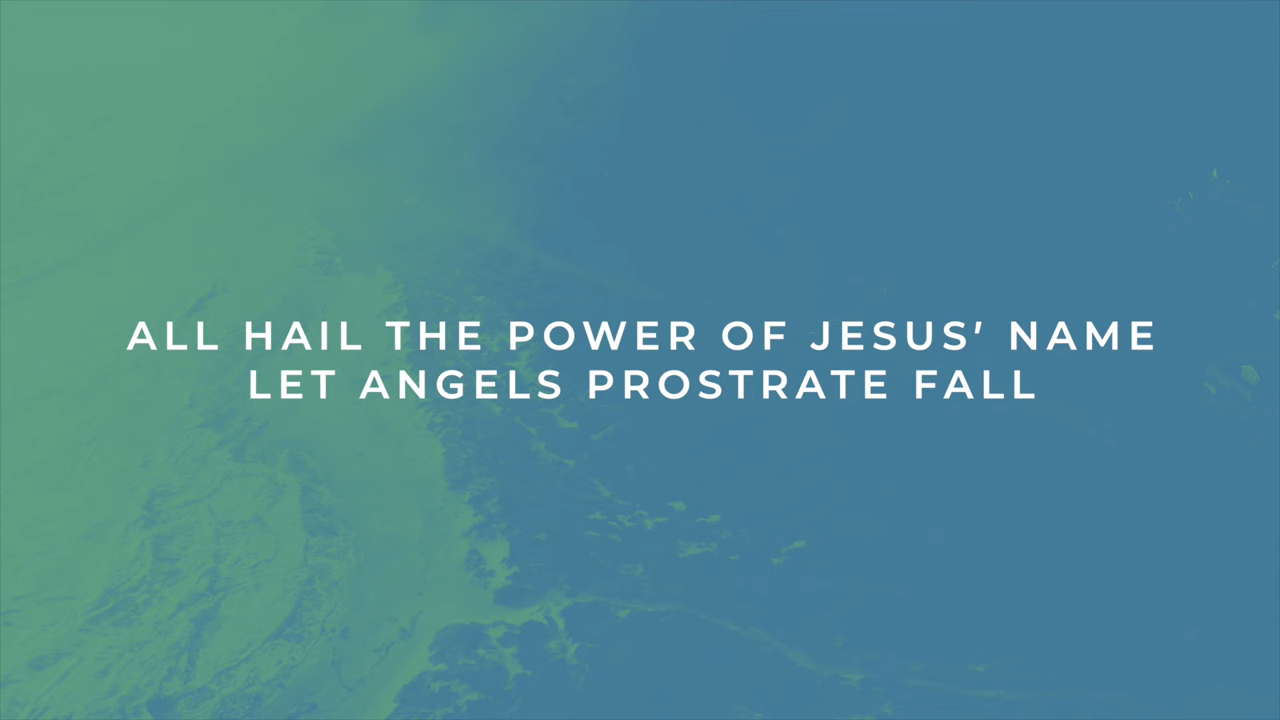 ALL HAIL THE POWER OF JESUS’ NAME
LET ANGELS PROSTRATE FALL